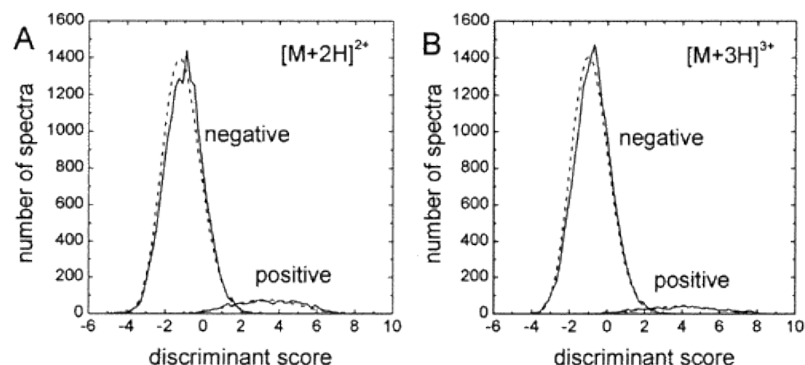 A
[M+2H]2+
negative
positive
number of spectra
1600
1400
1200
1000
800
600
400
200
0
-6 -4 -2 0 2 4 6 8 10
discriminant score
B
[M+3H]3+
negative
positive
number of spectra
1600
1400
1200
1000
800
600
400
200
0
-6 -4 -2 0 2 4 6 8 10
discriminant score